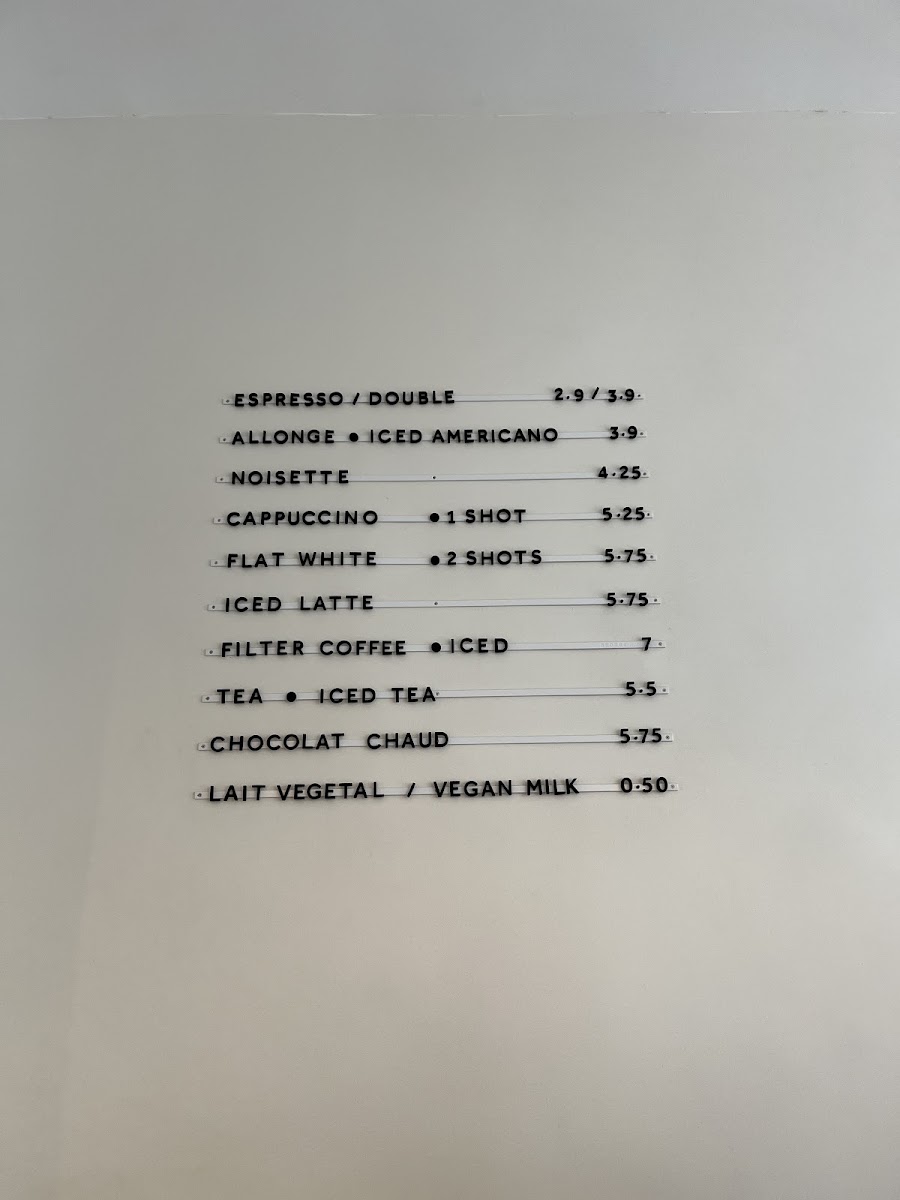 ESPRESSO / DOUBLE 2.9 / 3.9
ALLONGE • ICED AMERICANO 3.9
NOISETTE 4.25
CAPPUCCINO • 1 SHOT 5.25
FLAT WHITE • 2 SHOTS 5.75
ICED LATTE 5.75
FILTER COFFEE • ICED 7
TEA • ICED TEA 5.5
CHOCOLAT CHAUD 5.75
LAIT VEGETAL / VEGAN MILK 0.50